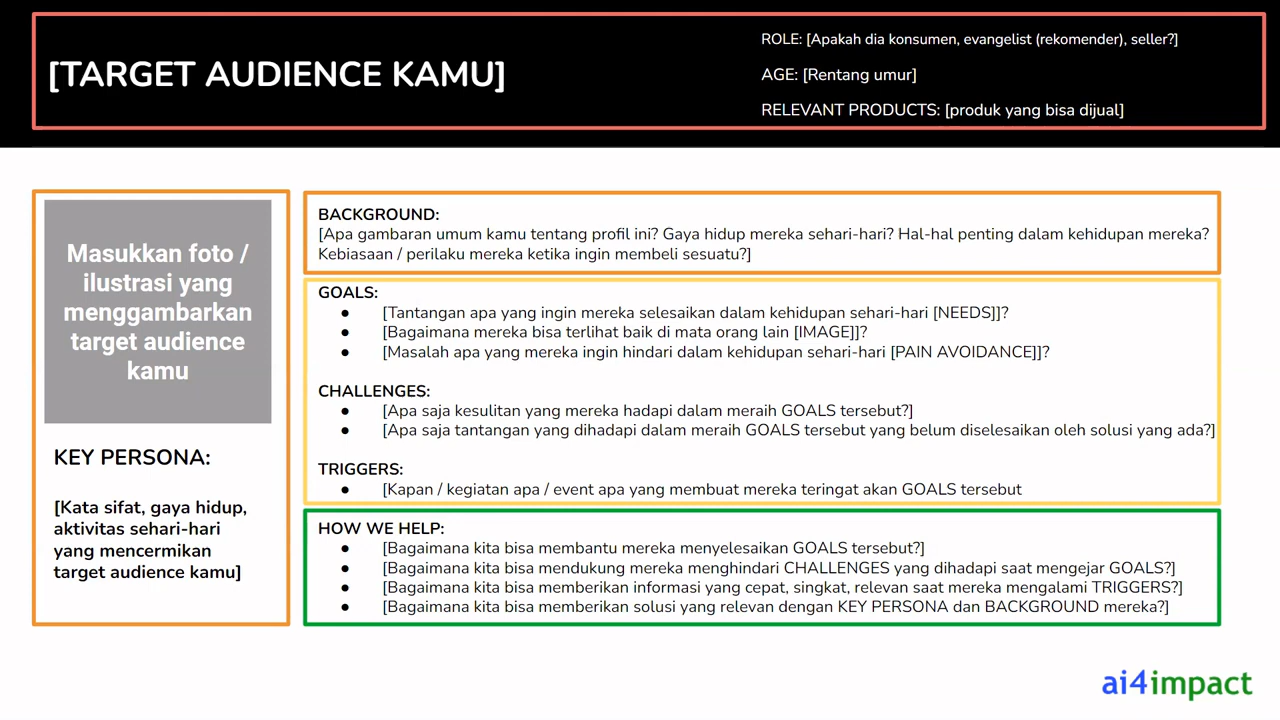 [TARGET AUDIENCE KAMU]
ROLE: [Apakah dia konsumen, evangelist (rekomender), seller?]
AGE: [Rentang umur]
RELEVANT PRODUCTS: [produk yang bisa dijual]
Masukkan foto /
ilustrasi yang
menggambarkan
target audience
kamu
KEY PERSONA:
[Kata sifat, gaya hidup,
aktivitas sehari-hari
yang mencermikan
target audience kamu]
BACKGROUND:
[Apa gambaran umum kamu tentang profil ini? Gaya hidup mereka sehari-hari? Hal-hal penting dalam kehidupan mereka?
Kebiasaan / perilaku mereka ketika ingin membeli sesuatu?]
GOALS:
● [Tantangan apa yang ingin mereka selesaikan dalam kehidupan sehari-hari [NEEDS]]?
● [Bagaimana mereka bisa terlihat baik di mata orang lain [IMAGE]]?
● [Masalah apa yang mereka ingin hindari dalam kehidupan sehari-hari [PAIN AVOIDANCE]]?
CHALLENGES:
● [Apa saja kesulitan yang mereka hadapi dalam meraih GOALS tersebut?]
● [Apa saja tantangan yang dihadapi dalam meraih GOALS tersebut yang belum diselesaikan oleh solusi yang ada?]
TRIGGERS:
● [Kapan / kegiatan apa / event apa yang membuat mereka teringat akan GOALS tersebut
HOW WE HELP:
● [Bagaimana kita bisa membantu mereka menyelesaikan GOALS tersebut?]
● [Bagaimana kita bisa mendukung mereka menghindari CHALLENGES yang dihadapi saat mengejar GOALS?]
● [Bagaimana kita bisa memberikan informasi yang cepat, singkat, relevan saat mereka mengalami TRIGGERS?]
● [Bagaimana kita bisa memberikan solusi yang relevan dengan KEY PERSONA dan BACKGROUND mereka?]
ai4impact